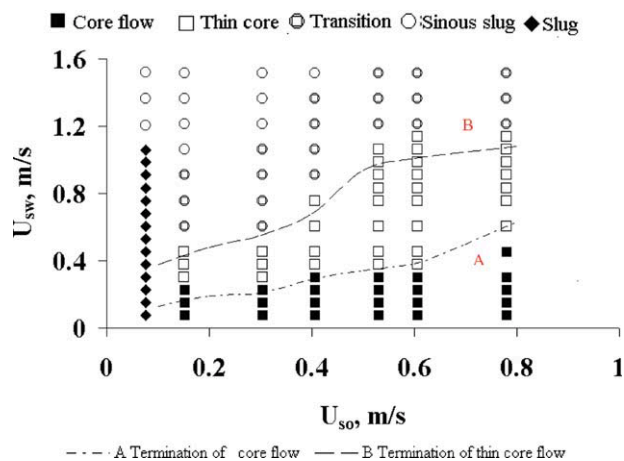 Core flow Thin core Transition Sinous slug Slug
1.6
1.2
0.8
0.4
0
Usw, m/s
B
A
0 0.2 0.4 0.6 0.8 1
Uso, m/s
A Termination of core flow B Termination of thin core flow